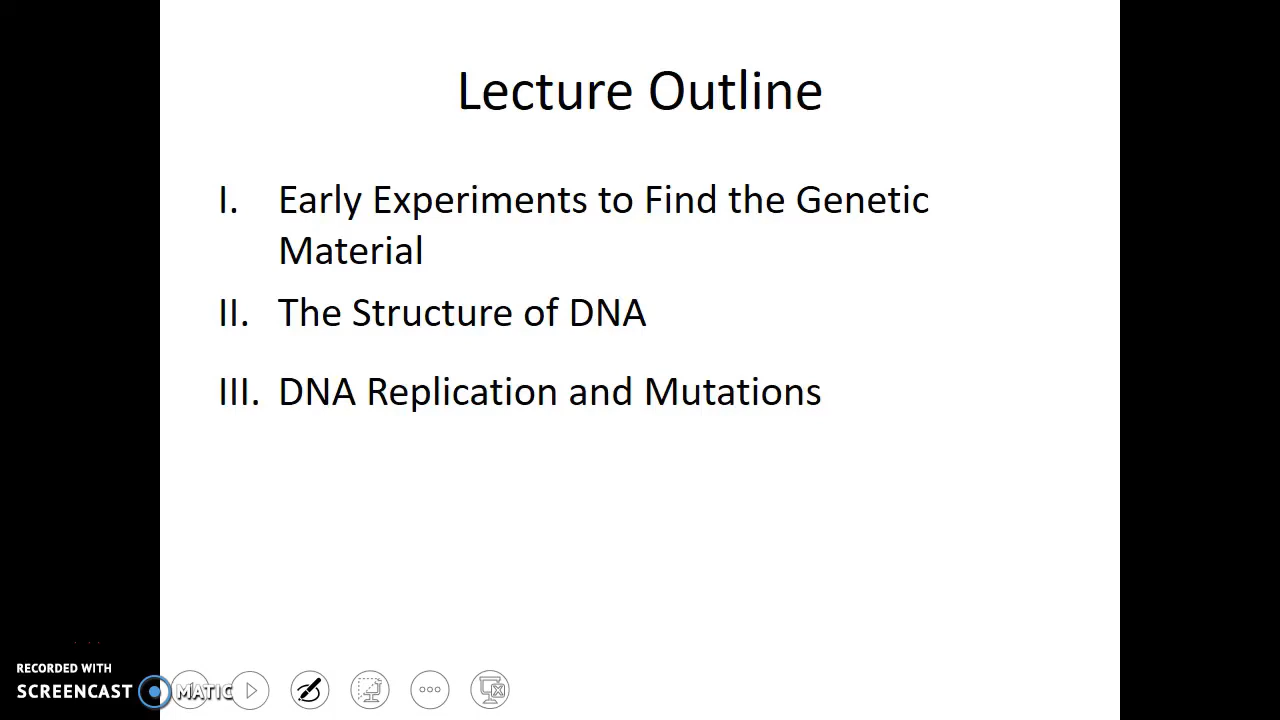 Lecture Outline
I. Early Experiments to Find the Genetic
Material
II. The Structure of DNA
III. DNA Replication and Mutations
RECORDED WITH
SCREENCAST MATIC